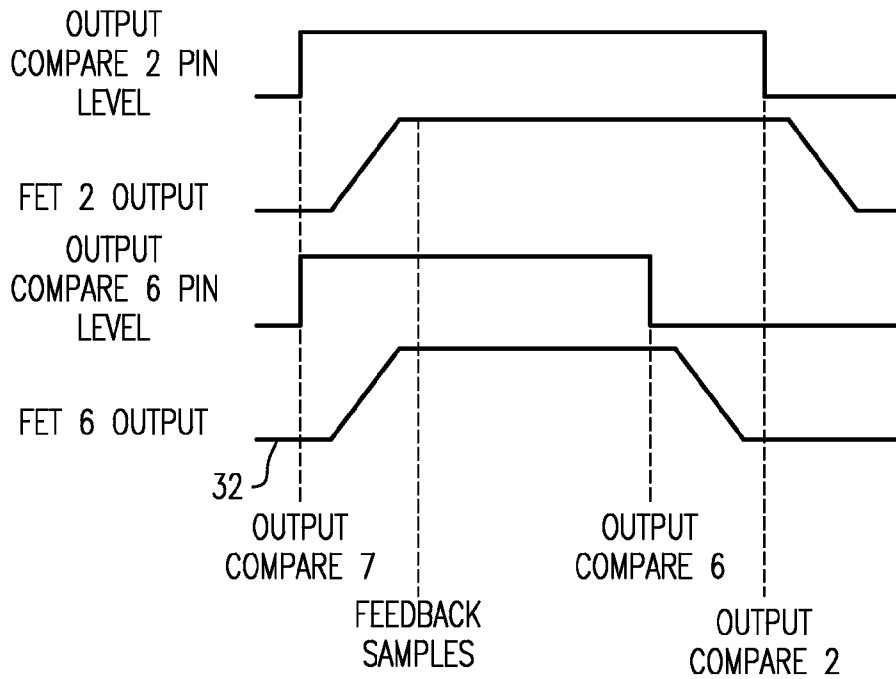 OUTPUT
COMPARE 2 PIN
LEVEL
FET 2 OUTPUT
OUTPUT
COMPARE 6 PIN
LEVEL
FET 6 OUTPUT
32
OUTPUT
COMPARE 7
OUTPUT
COMPARE 6
FEEDBACK
SAMPLES
OUTPUT
COMPARE 2